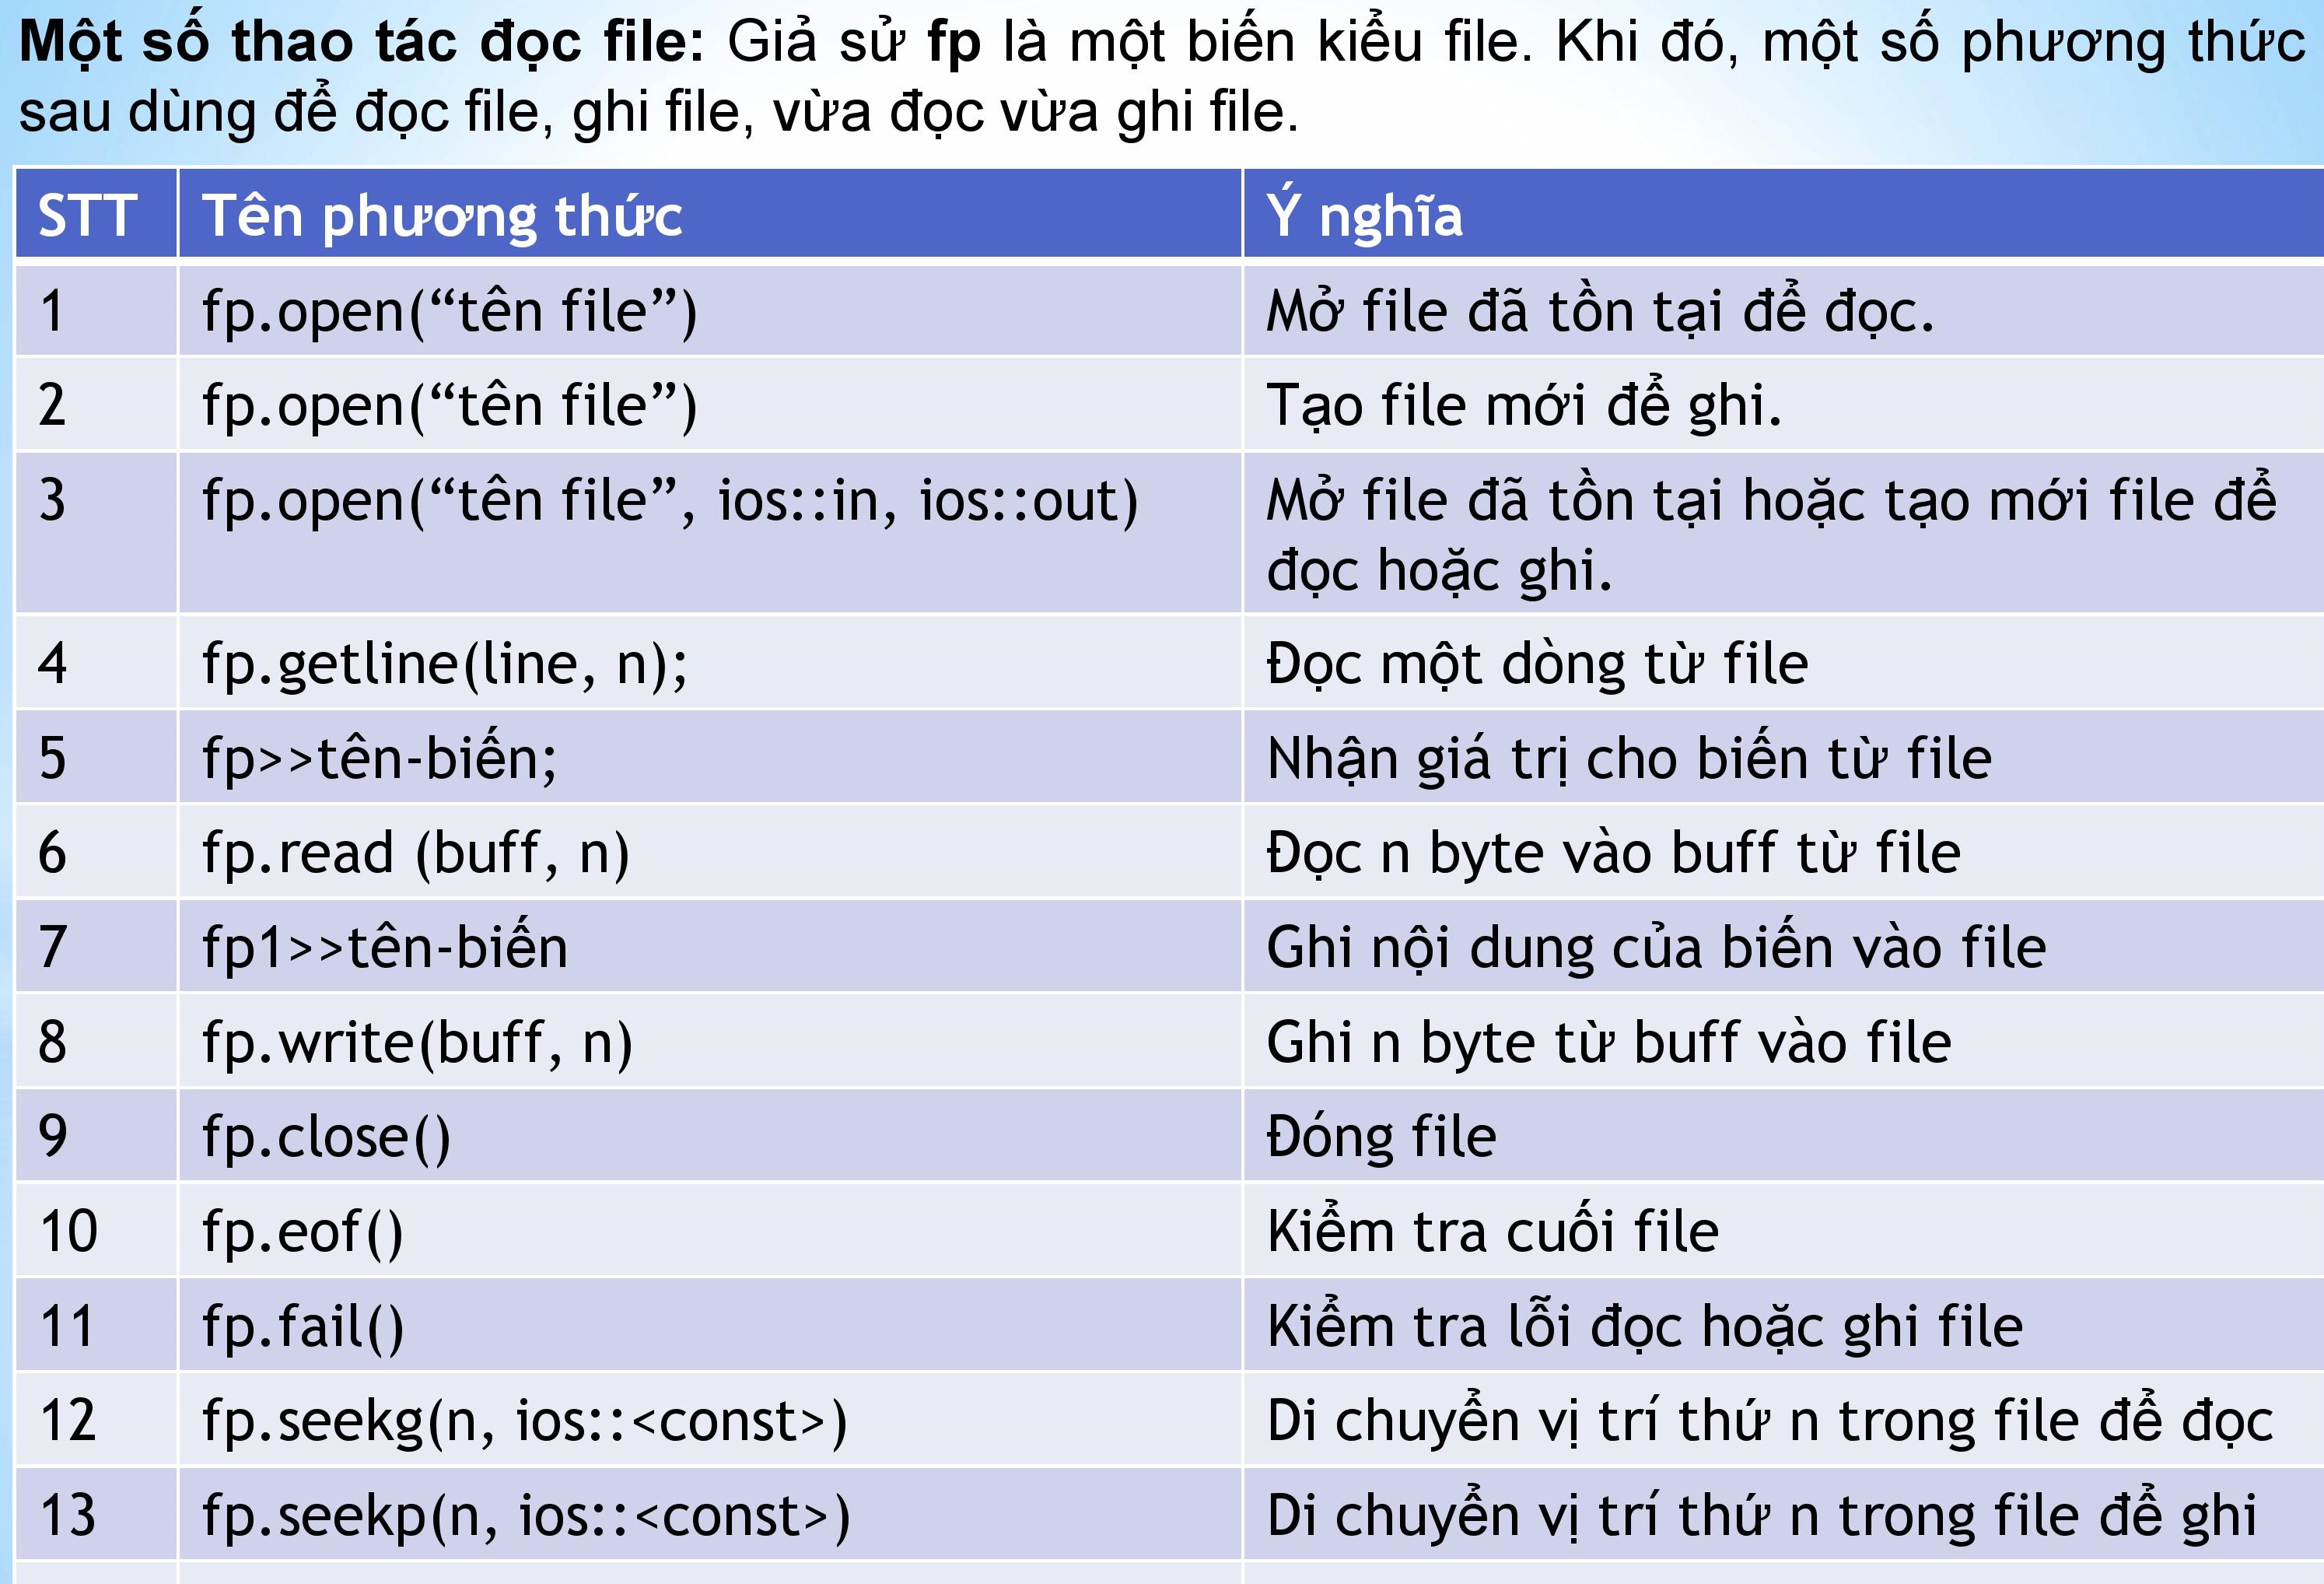 Một số thao tác đọc file: Giả sử fp là một biến kiểu file. Khi đó, một số phương thức
sau dùng để đọc file, ghi file, vừa đọc vừa ghi file.
STT Tên phương thức Ý nghĩa
1 fp.open(“tên file”) Mở file đã tồn tại để đọc.
2 fp.open(“tên file”) Tạo file mới để ghi.
3 fp.open(“tên file”, ios::in, ios::out) Mở file đã tồn tại hoặc tạo mới file để
đọc hoặc ghi.
4 fp.getline(line, n); Đọc một dòng từ file
5 fp>>tên-biến; Nhận giá trị cho biến từ file
6 fp.read (buff, n) Đọc n byte vào buff từ file
7 fp1>>tên-biến Ghi nội dung của biến vào file
8 fp.write(buff, n) Ghi n byte từ buff vào file
9 fp.close() Đóng file
10 fp.eof() Kiểm tra cuối file
11 fp.fail() Kiểm tra lỗi đọc hoặc ghi file
12 fp.seekg(n, ios::<const>) Di chuyển vị trí thứ n trong file để đọc
13 fp.seekp(n, ios::<const>) Di chuyển vị trí thứ n trong file để ghi